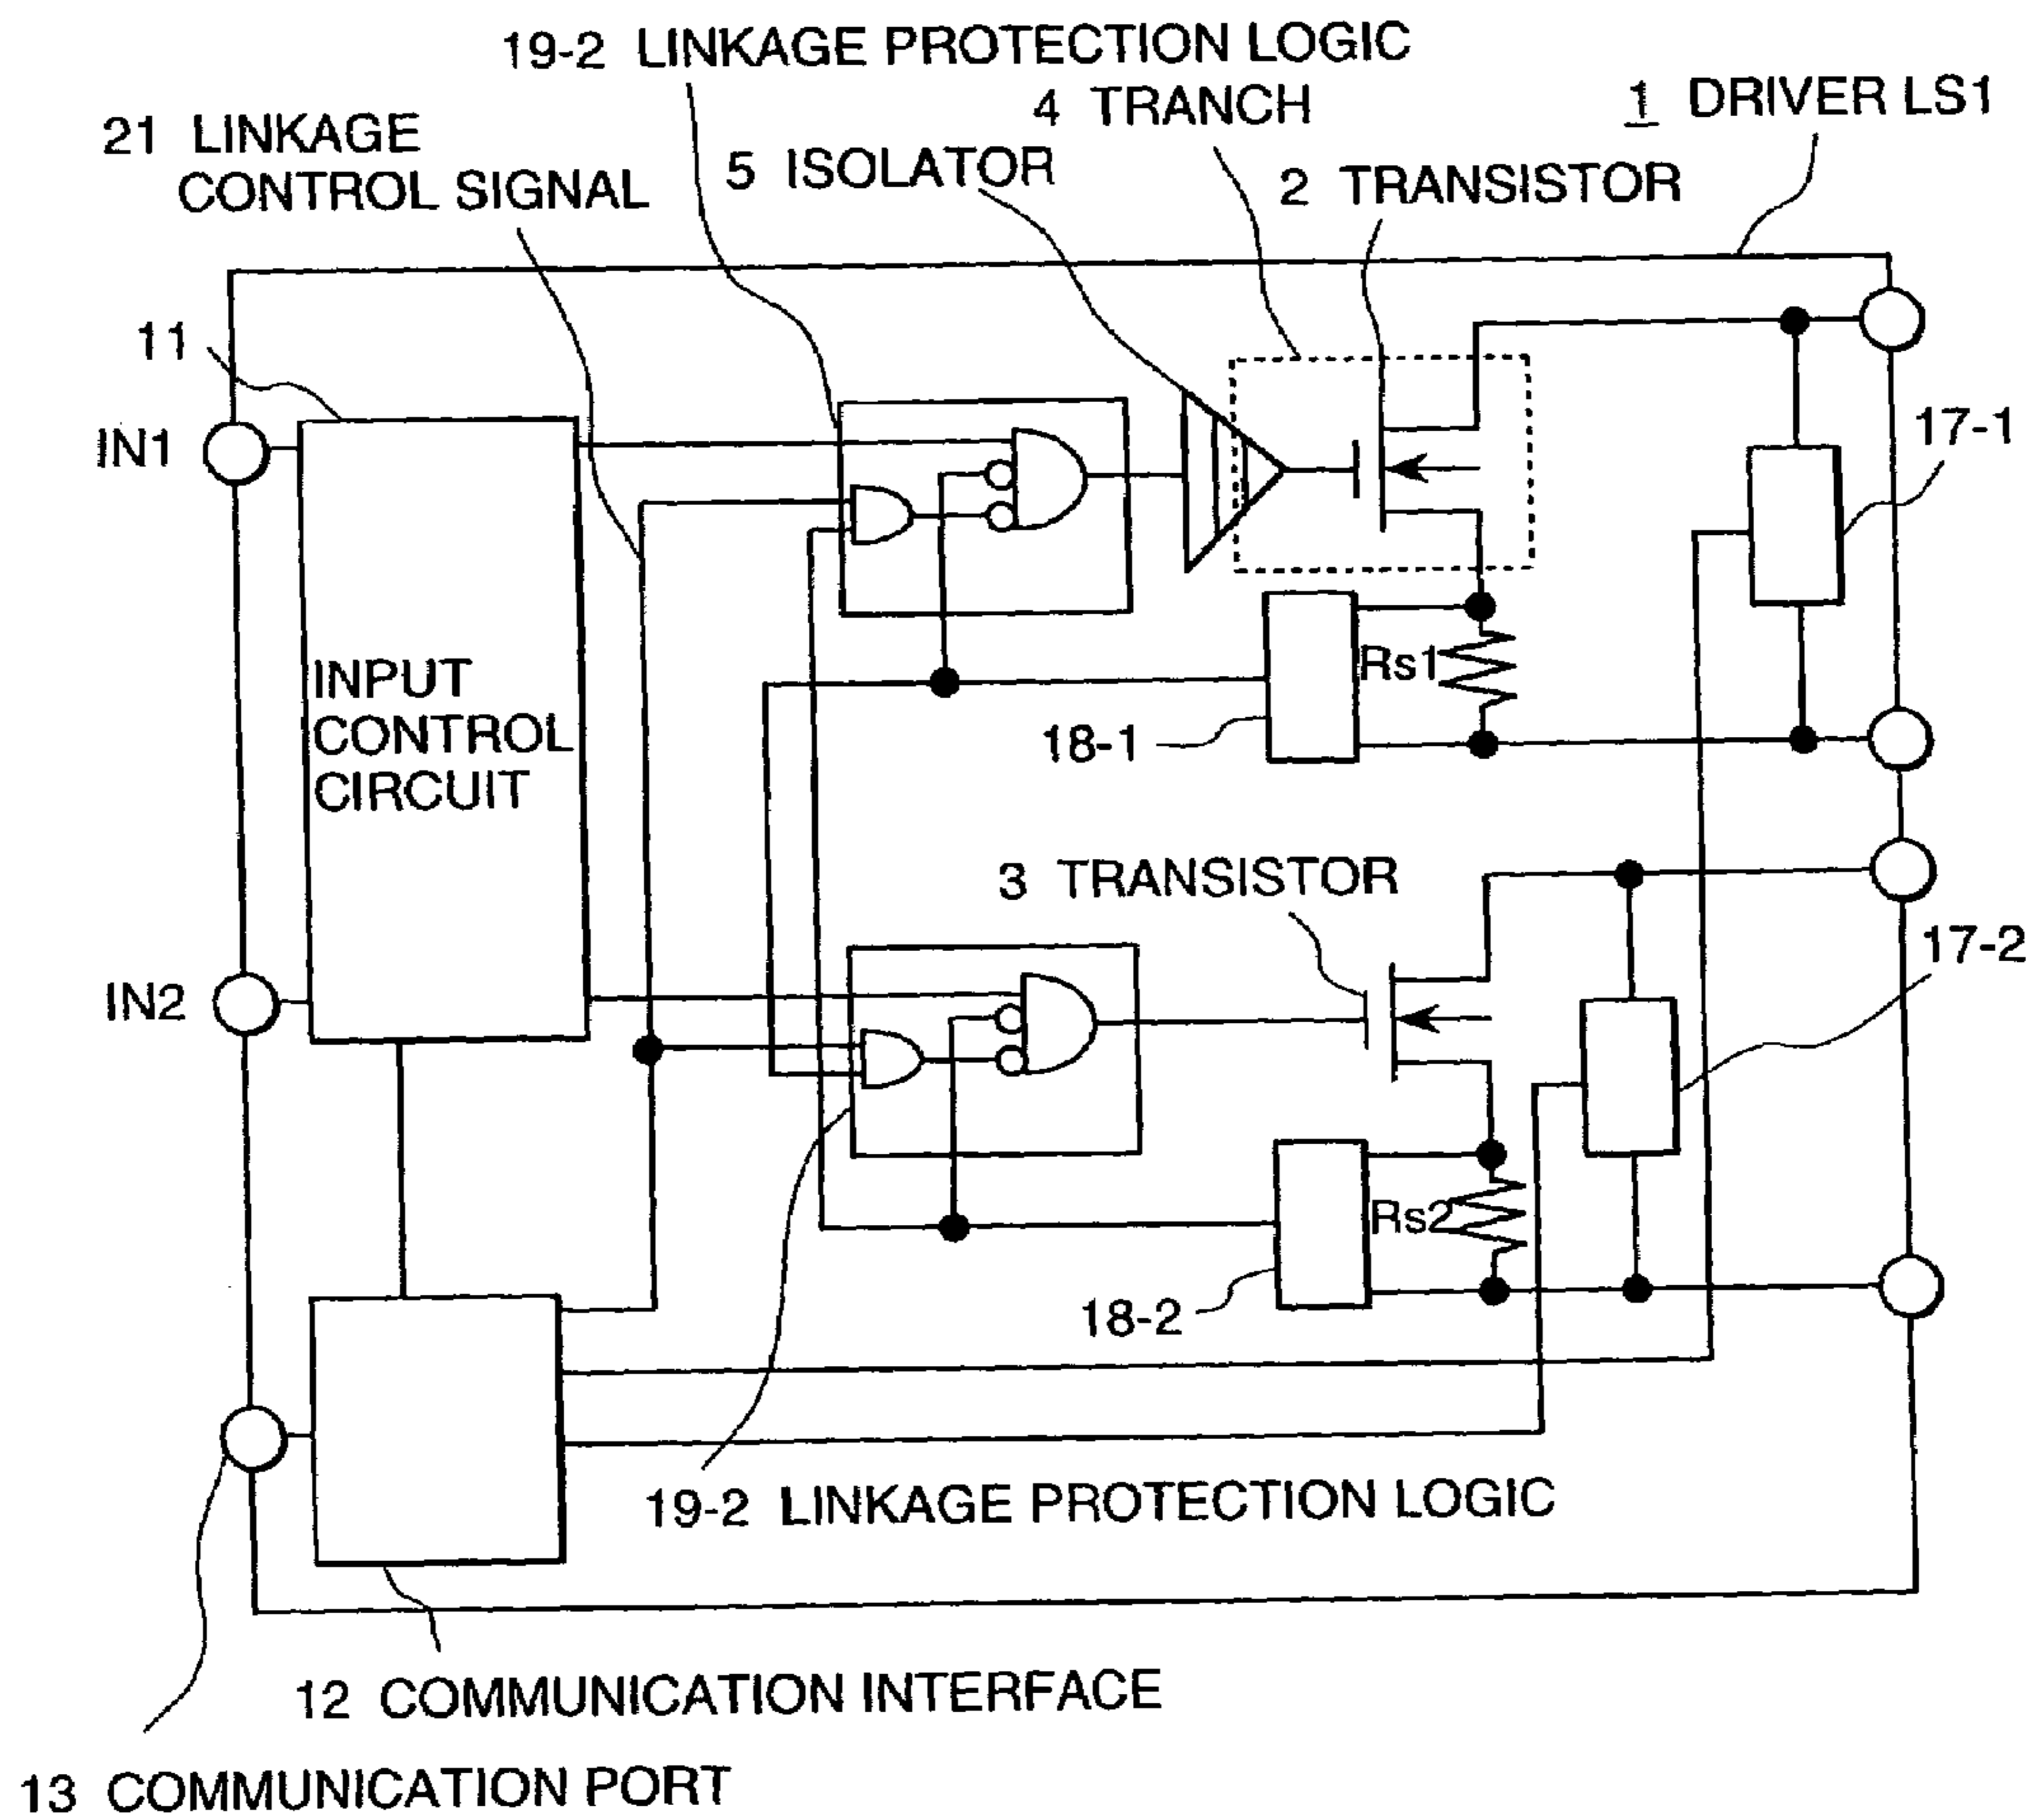 19-2 LINKAGE PROTECTION LOGIC
4 TRANCH
1 DRIVER LS1
21 LINKAGE
CONTROL SIGNAL
5 ISOLATOR
2 TRANSISTOR
11
IN1
17-1
INPUT
CONTROL
CIRCUIT
Rs1
18-1
3 TRANSISTOR
17-2
IN2
Rs2
18-2
19-2 LINKAGE PROTECTION LOGIC
12 COMMUNICATION INTERFACE
13 COMMUNICATION PORT